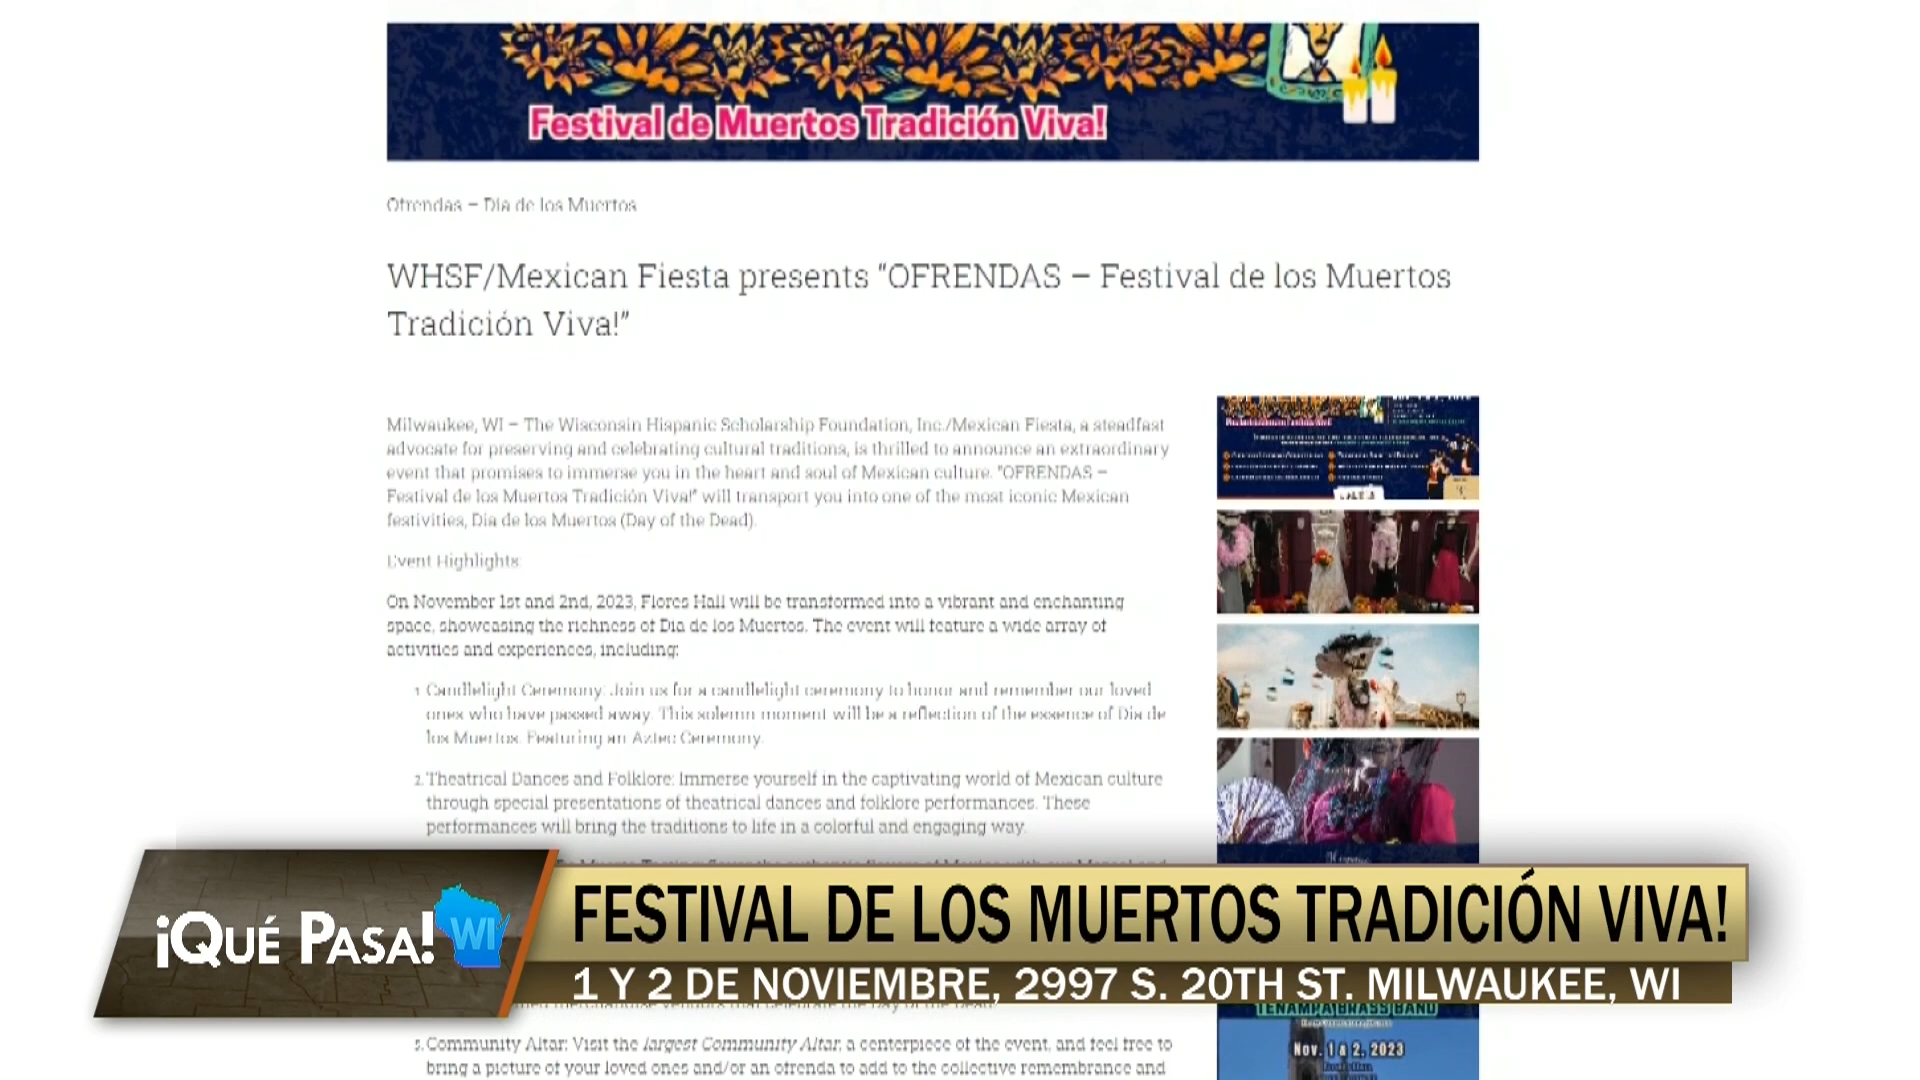 Festival de Muertos Tradición Viva!
Ofrendas – Dia de los Muertos
WHSF/Mexican Fiesta presents “OFRENDAS – Festival de los Muertos
Tradición Viva!”
Milwaukee, WI – The Wisconsin Hispanic Scholarship Foundation, Inc./Mexican Fiesta, a steadfast
advocate for preserving and celebrating cultural traditions, is thrilled to announce an extraordinary
event that promises to immerse you in the heart and soul of Mexican culture. “OFRENDAS –
Festival de los Muertos Tradición Viva!” will transport you into one of the most iconic Mexican
festivities, Dia de los Muertos (Day of the Dead).
Event Highlights:
On November 1st and 2nd, 2023, Flores Hall will be transformed into a vibrant and enchanting
space, showcasing the richness of Dia de los Muertos. The event will feature a wide array of
activities and experiences, including:
1. Candlelight Ceremony: Join us for a candlelight ceremony to honor and remember our loved
ones who have passed away. This solemn moment will be a reflection of the essence of Dia de
los Muertos. Featuring an Aztec Ceremony.
2. Theatrical Dances and Folklore: Immerse yourself in the captivating world of Mexican culture
through special presentations of theatrical dances and folklore performances. These
performances will bring the traditions to life in a colorful and engaging way.
¡QUÉ PASA! WI
FESTIVAL DE LOS MUERTOS TRADICIÓN VIVA!
1 Y 2 DE NOVIEMBRE, 2997 S. 20TH ST. MILWAUKEE, WI
TENAMPA BRASS BAND
Nov. 1 & 2, 2023
5. Community Altar: Visit the largest Community Altar, a centerpiece of the event, and feel free to
bring a picture of your loved ones and/or an ofrenda to add to the collective remembrance and